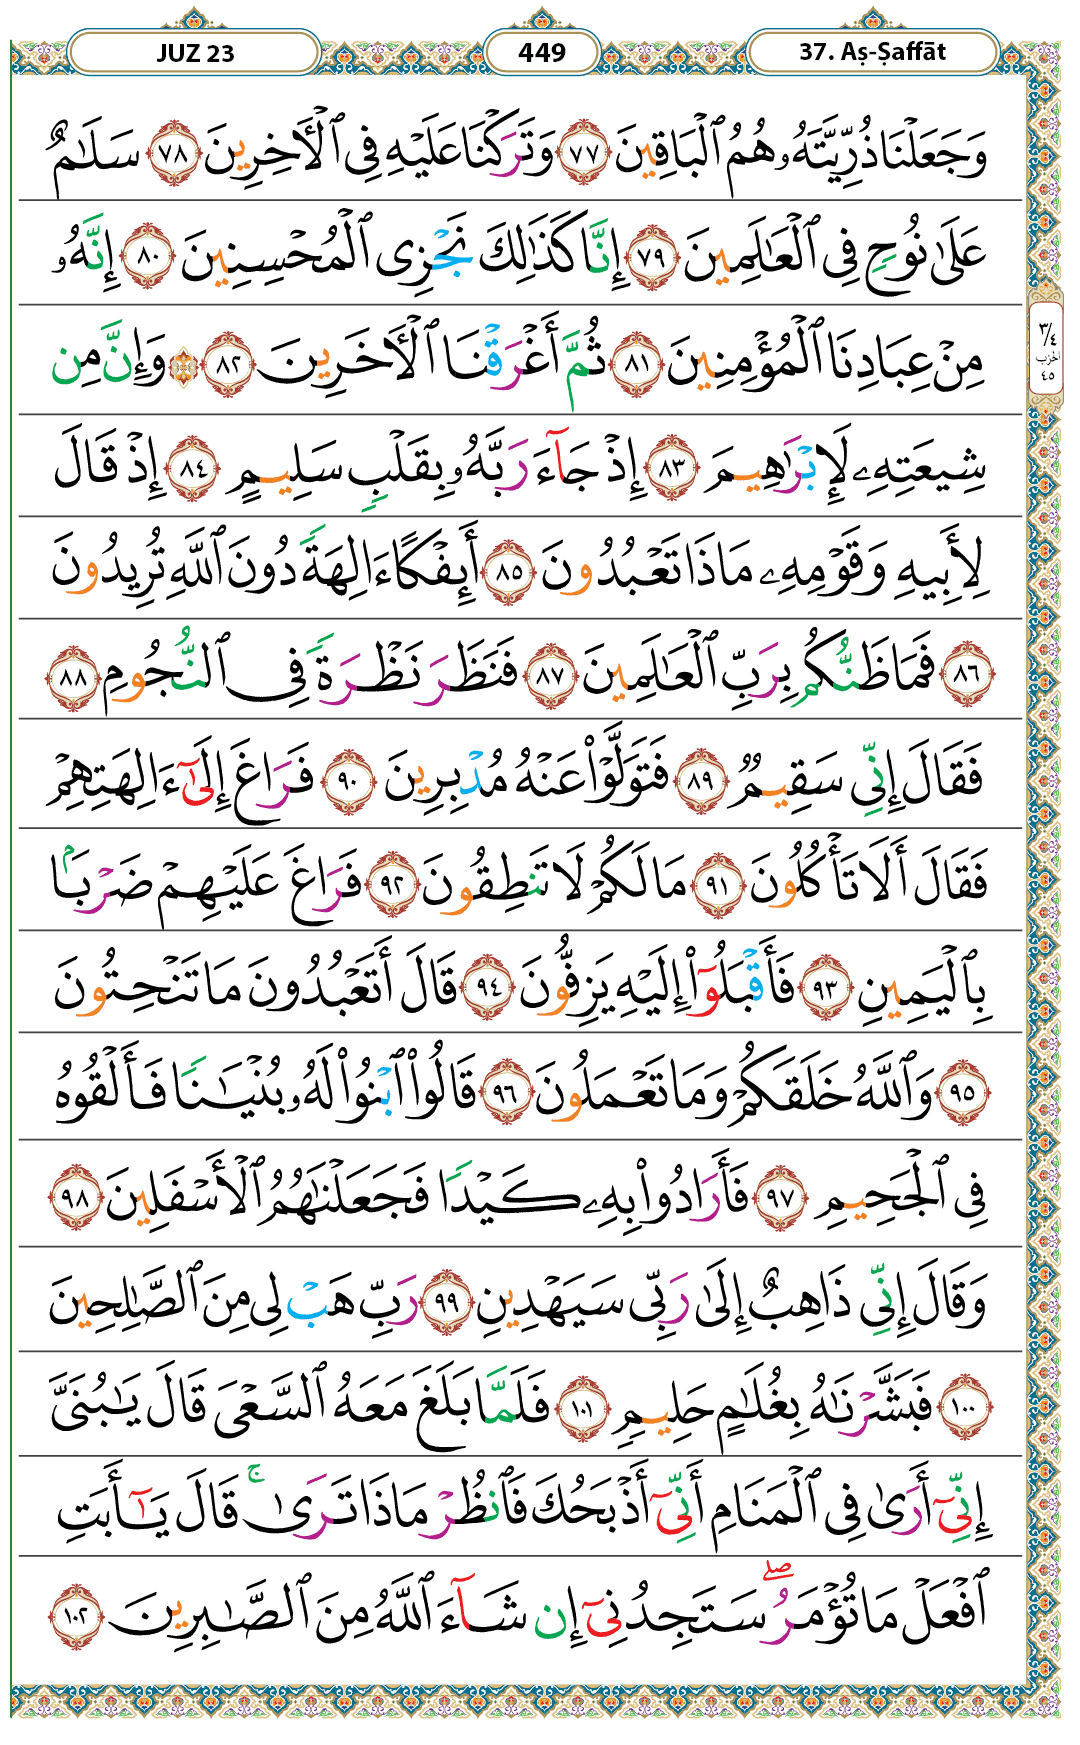 JUZ 23 449 37. Aṣ-Ṣaffāt
وَجَعَلْنَا ذُرِّيَّتَهُۥ هُمُ ٱلْبَاقِينَ ٧٧ وَتَرَكْنَا عَلَيْهِ فِى ٱلْأَخِرِينَ ٧٨ سَلَـٰمٌ
عَلَىٰ نُوحٍ فِى ٱلْعَـٰلَمِينَ ٧٩ إِنَّا كَذَٰلِكَ نَجْزِى ٱلْمُحْسِنِينَ ٨٠ إِنَّهُۥ
مِنْ عِبَادِنَا ٱلْمُؤْمِنِينَ ٨١ ثُمَّ أَغْرَقْنَا ٱلْأَخَرِينَ ٨٢ ۞ وَإِنَّ مِن
٣/٤
الحزب
٤٥
شِيعَتِهِۦ لَإِبْرَٰهِيمَ ٨٣ إِذْ جَآءَ رَبَّهُۥ بِقَلْبٍ سَلِيمٍ ٨٤ إِذْ قَالَ
لِأَبِيهِ وَقَوْمِهِۦ مَاذَا تَعْبُدُونَ ٨٥ أَئِفْكًا ءَالِهَةً دُونَ ٱللَّهِ تُرِيدُونَ
٨٦ فَمَا ظَنُّكُم بِرَبِّ ٱلْعَـٰلَمِينَ ٨٧ فَنَظَرَ نَظْرَةً فِى ٱلنُّجُومِ ٨٨
فَقَالَ إِنِّى سَقِيمٌ ٨٩ فَتَوَلَّوْا۟ عَنْهُ مُدْبِرِينَ ٩٠ فَرَاغَ إِلَىٰٓ ءَالِهَتِهِمْ
فَقَالَ أَلَا تَأْكُلُونَ ٩١ مَا لَكُمْ لَا تَنطِقُونَ ٩٢ فَرَاغَ عَلَيْهِمْ ضَرْبَۢا
بِٱلْيَمِينِ ٩٣ فَأَقْبَلُوٓا۟ إِلَيْهِ يَزِفُّونَ ٩٤ قَالَ أَتَعْبُدُونَ مَا تَنْحِتُونَ
٩٥ وَٱللَّهُ خَلَقَكُمْ وَمَا تَعْمَلُونَ ٩٦ قَالُوا۟ ٱبْنُوا۟ لَهُۥ بُنْيَـٰنًا فَأَلْقُوهُ
فِى ٱلْجَحِيمِ ٩٧ فَأَرَادُوا۟ بِهِۦ كَيْدًا فَجَعَلْنَـٰهُمُ ٱلْأَسْفَلِينَ ٩٨
وَقَالَ إِنِّى ذَاهِبٌ إِلَىٰ رَبِّى سَيَهْدِينِ ٩٩ رَبِّ هَبْ لِى مِنَ ٱلصَّـٰلِحِينَ
١٠٠ فَبَشَّرْنَـٰهُ بِغُلَـٰمٍ حَلِيمٍ ١٠١ فَلَمَّا بَلَغَ مَعَهُ ٱلسَّعْىَ قَالَ يَـٰبُنَىَّ
إِنِّىٓ أَرَىٰ فِى ٱلْمَنَامِ أَنِّىٓ أَذْبَحُكَ فَٱنظُرْ مَاذَا تَرَىٰ ۚ قَالَ يَـٰٓأَبَتِ
ٱفْعَلْ مَا تُؤْمَرُ ۖ سَتَجِدُنِىٓ إِن شَآءَ ٱللَّهُ مِنَ ٱلصَّـٰبِرِينَ ١٠٢